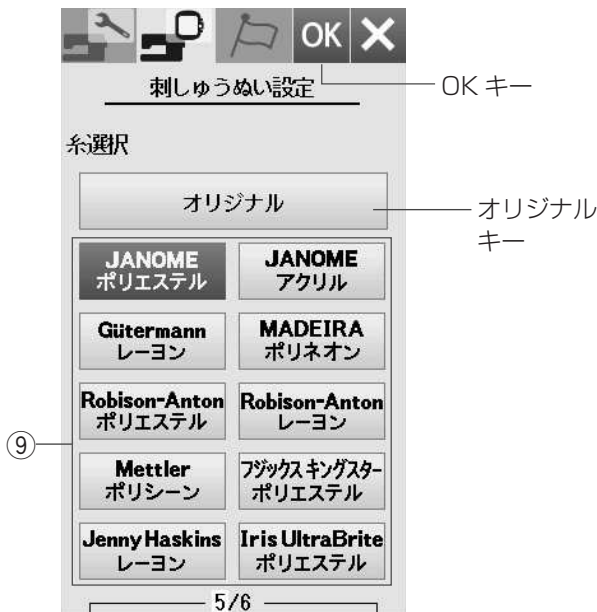 OK
OK キー
刺しゅうぬい設定
糸選択
オリジナル
オリジナル
キー
JANOME
ポリエステル
JANOME
アクリル
Gütermann
レーヨン
MADEIRA
ポリネオン
Robison-Anton
ポリエステル
Robison-Anton
レーヨン
⑨
Mettler
ポリシーン
フジックス キングスター
ポリエステル
Jenny Haskins
レーヨン
Iris UltraBrite
ポリエステル
5/6